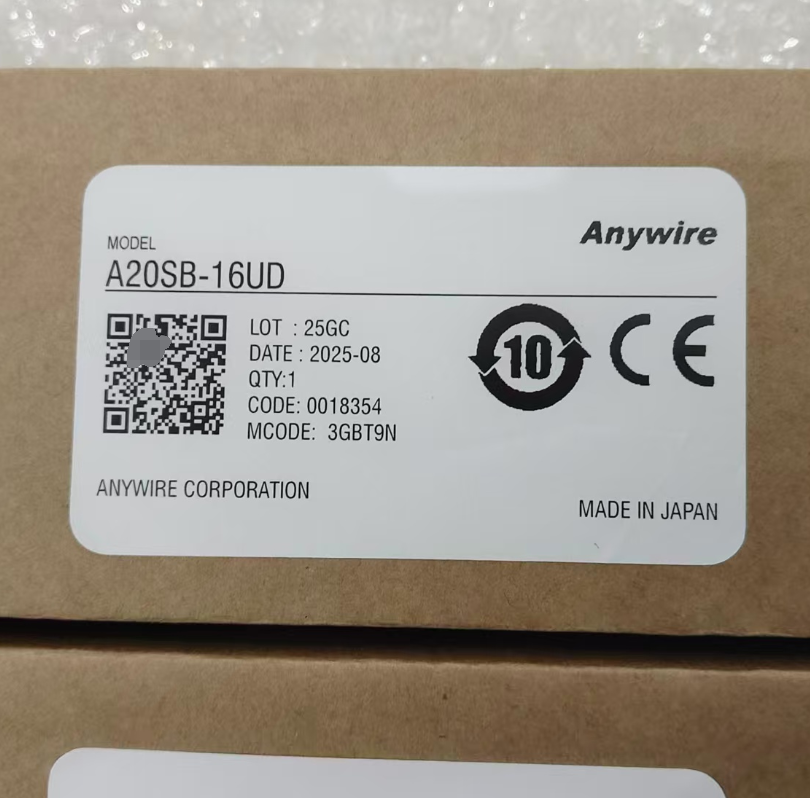 Anywire
MODEL
A20SB-16UD
LOT : 25GC
DATE : 2025-08
QTY:1
CODE: 0018354
MCODE: 3GBT9N
10
CE
ANYWIRE CORPORATION
MADE IN JAPAN